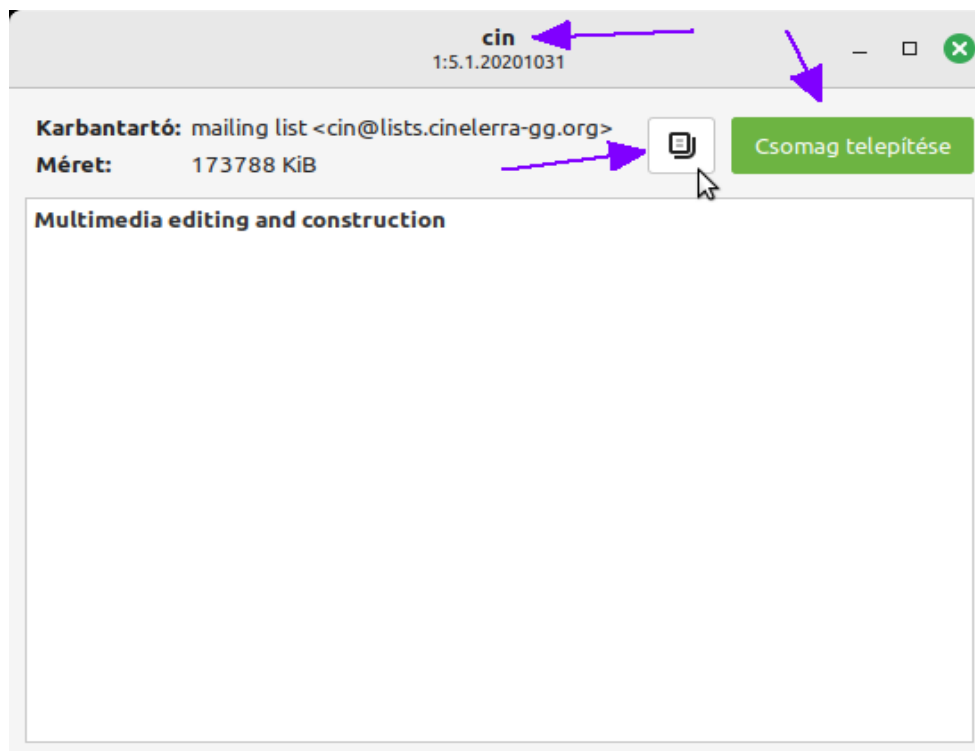 cin
1:5.1.20201031
Karbantartó: mailing list <cin@lists.cinelerra-gg.org>
Méret: 173788 KiB
Csomag telepítése
Multimedia editing and construction